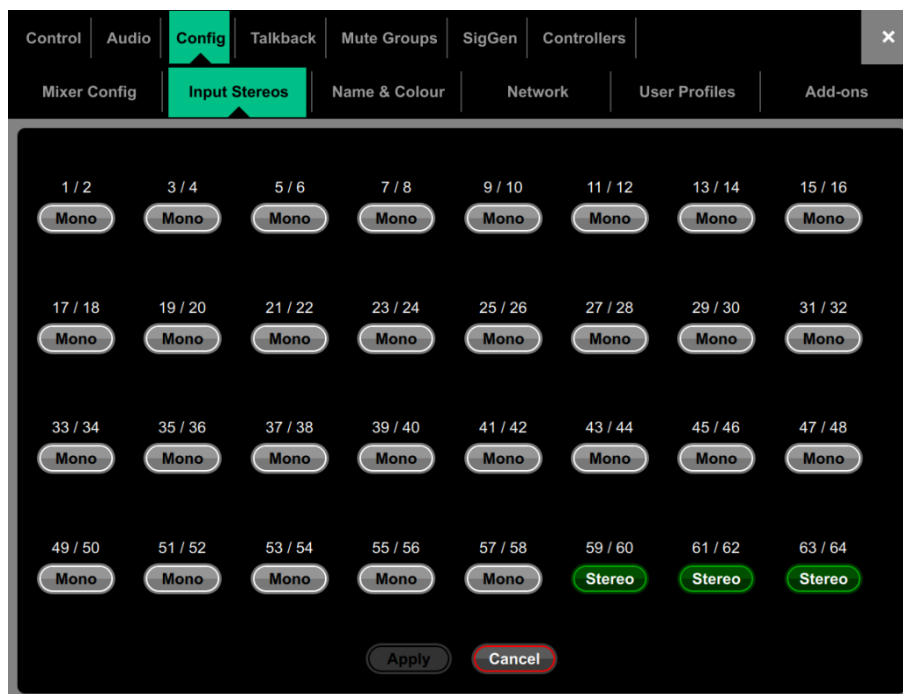 Control Audio Config Talkback Mute Groups SigGen Controllers ×
Mixer Config Input Stereos Name & Colour Network User Profiles Add-ons
1 / 2 3 / 4 5 / 6 7 / 8 9 / 10 11 / 12 13 / 14 15 / 16
Mono Mono Mono Mono Mono Mono Mono Mono
17 / 18 19 / 20 21 / 22 23 / 24 25 / 26 27 / 28 29 / 30 31 / 32
Mono Mono Mono Mono Mono Mono Mono Mono
33 / 34 35 / 36 37 / 38 39 / 40 41 / 42 43 / 44 45 / 46 47 / 48
Mono Mono Mono Mono Mono Mono Mono Mono
49 / 50 51 / 52 53 / 54 55 / 56 57 / 58 59 / 60 61 / 62 63 / 64
Mono Mono Mono Mono Mono Stereo Stereo Stereo
Apply Cancel